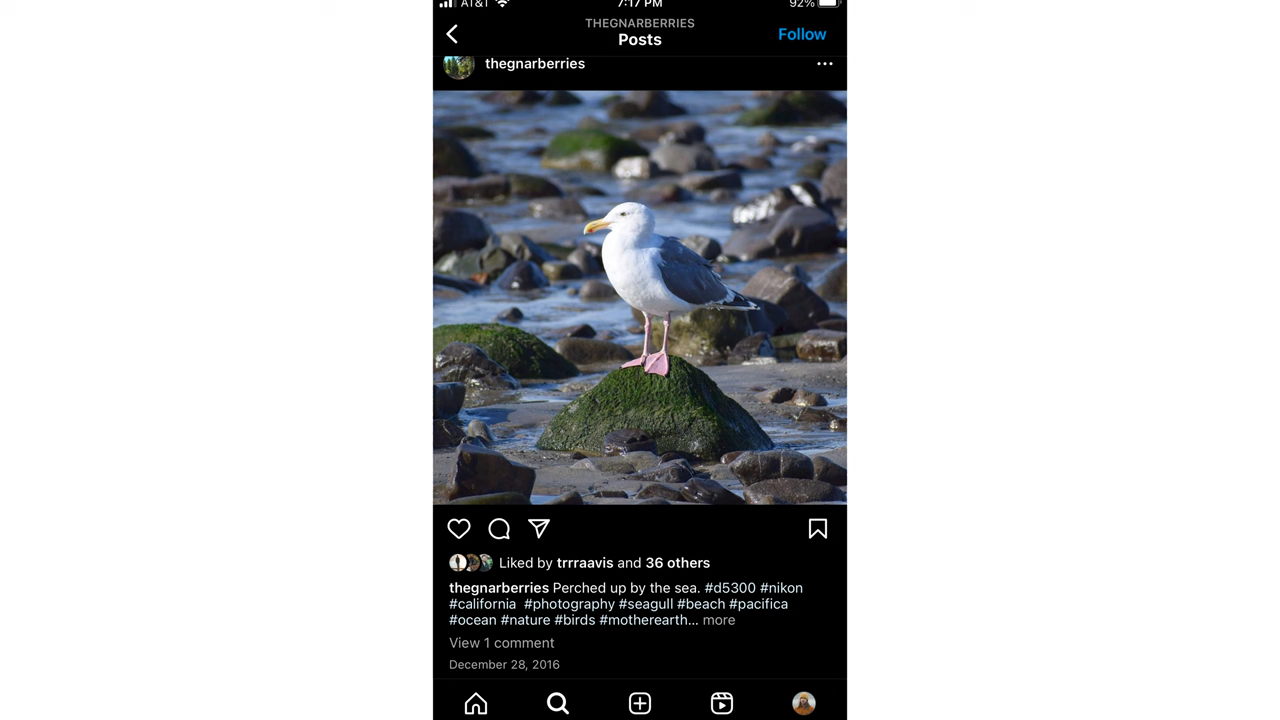 AT&T 7:17 PM 92%
THEGNARBERRIES
Posts Follow
thegnarberries
Liked by trrraavis and 36 others
thegnarberries Perched up by the sea. #d5300 #nikon
#california #photography #seagull #beach #pacifica
#ocean #nature #birds #motherearth... more
View 1 comment
December 28, 2016